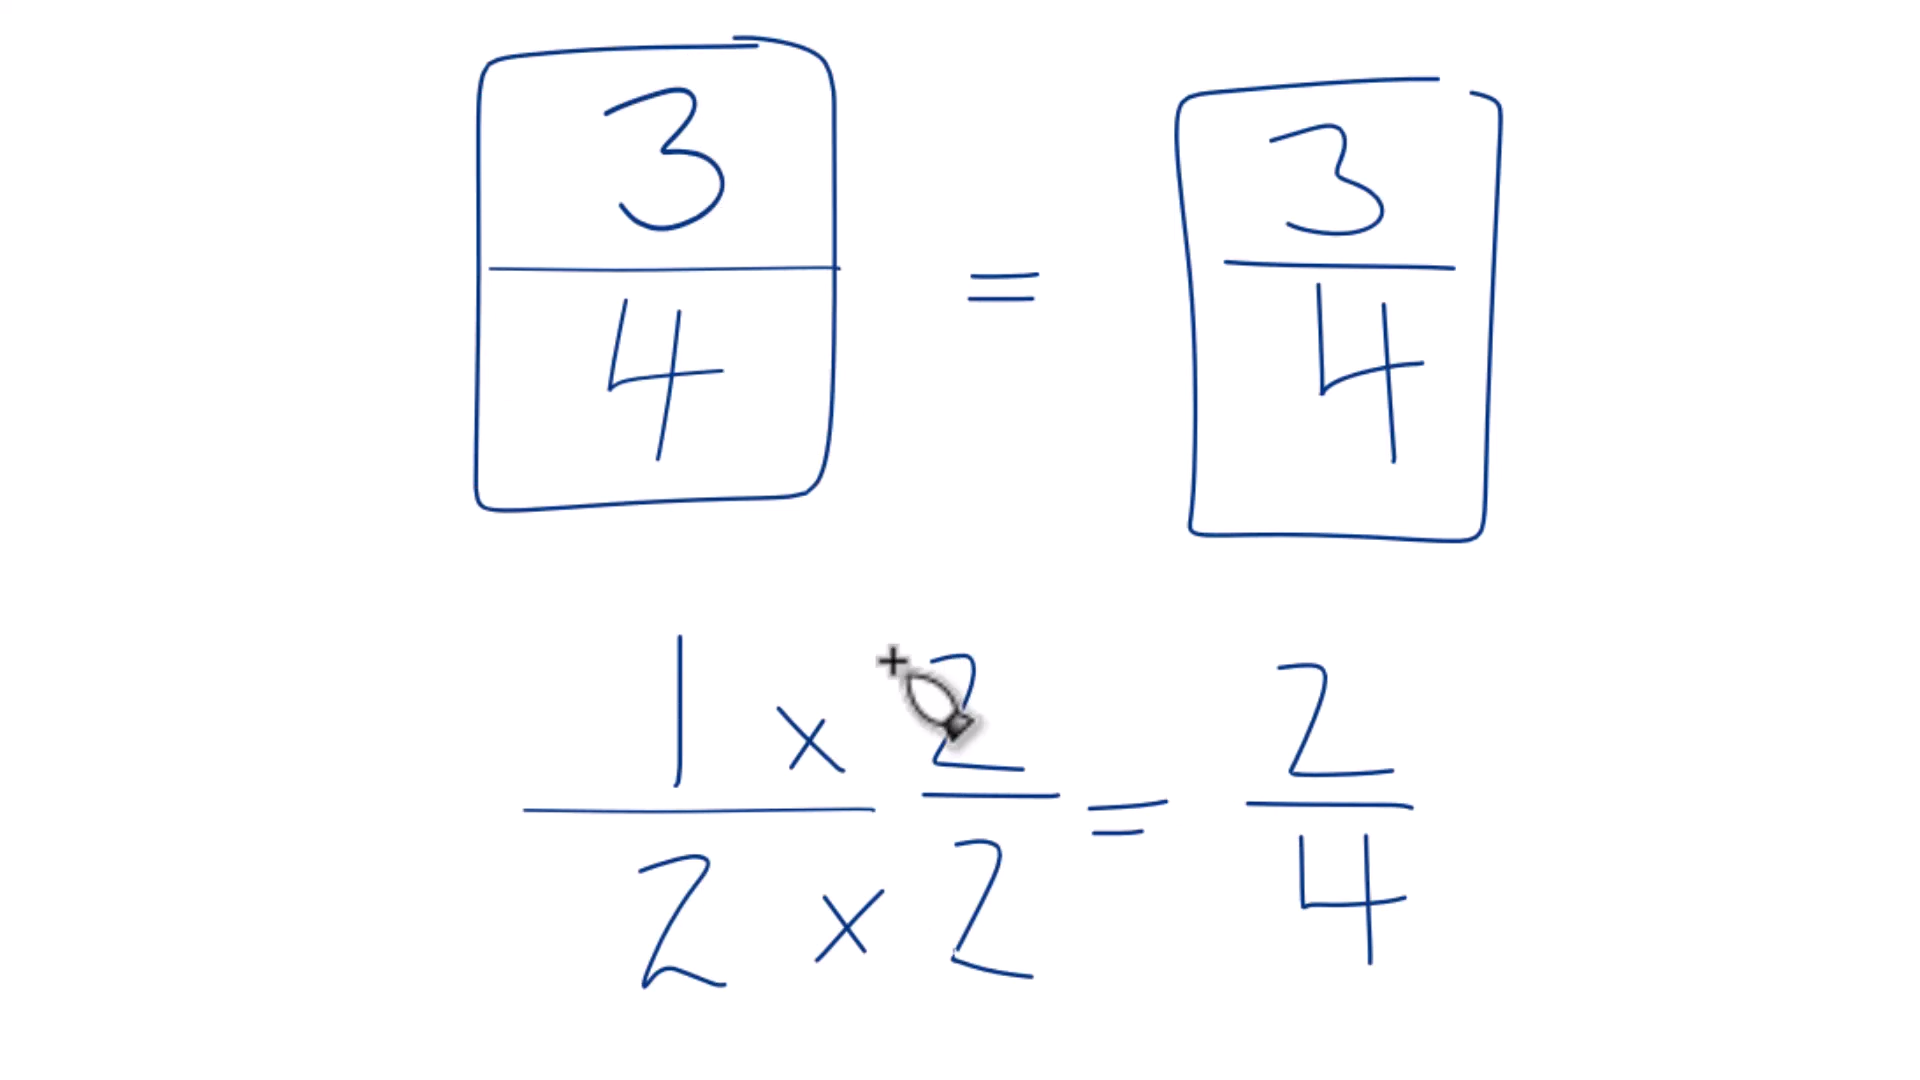 3/4 = 3/4
1 × 2 / 2 × 2 = 2/4